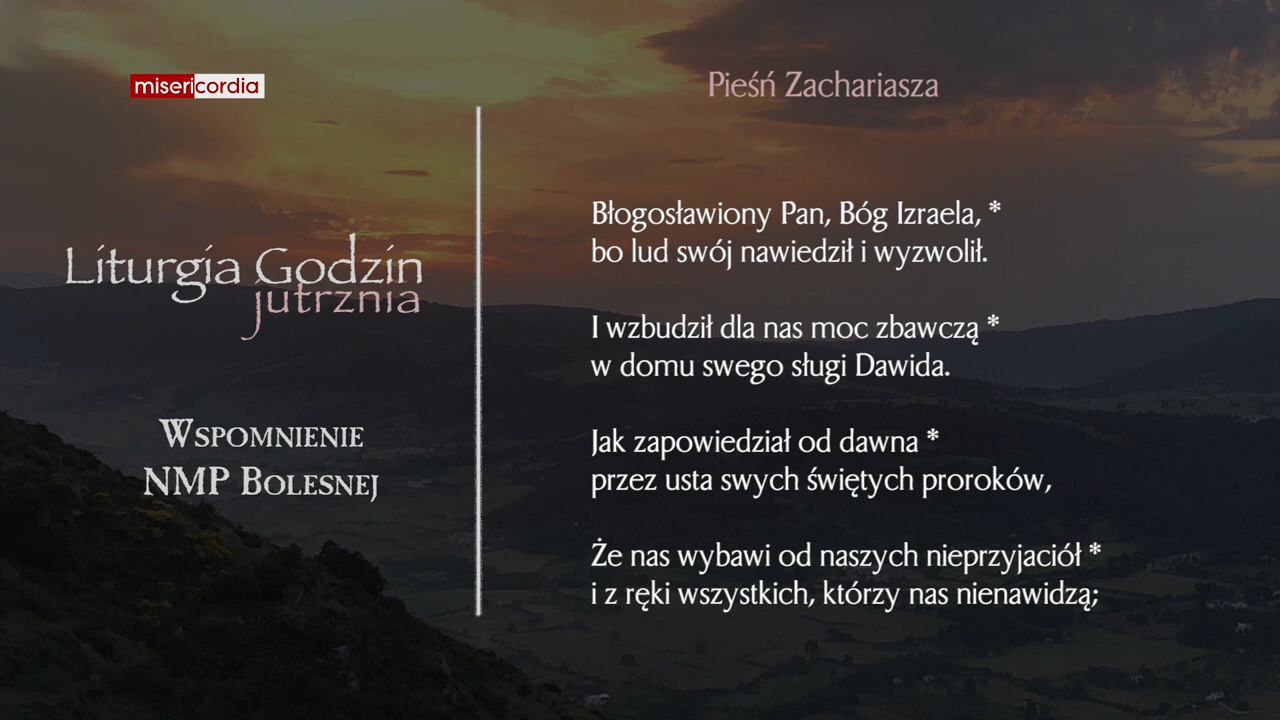 misericordia
Liturgia Godzin
jutrznia
Wspomnienie
NMP Bolesnej
Pieśń Zachariasza
Błogosławiony Pan, Bóg Izraela, *
bo lud swój nawiedził i wyzwolił.
I wzbudził dla nas moc zbawczą *
w domu swego sługi Dawida.
Jak zapowiedział od dawna *
przez usta swych świętych proroków,
Że nas wybawi od naszych nieprzyjaciół *
i z ręki wszystkich, którzy nas nienawidzą;